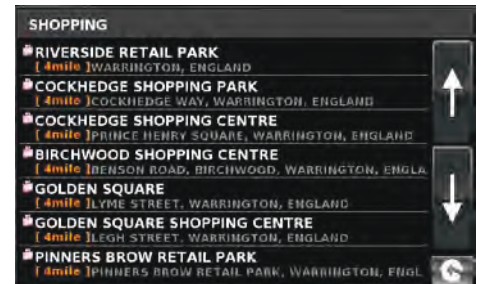 SHOPPING
RIVERSIDE RETAIL PARK
[ 4mile ]WARRINGTON, ENGLAND
COCKHEDGE SHOPPING PARK
[ 4mile ]COCKHEDGE WAY, WARRINGTON, ENGLAND
COCKHEDGE SHOPPING CENTRE
[ 4mile ]PRINCE HENRY SQUARE, WARRINGTON, ENGLAND
BIRCHWOOD SHOPPING CENTRE
[ 4mile ]BENSON ROAD, BIRCHWOOD, WARRINGTON, ENGLA
GOLDEN SQUARE
[ 4mile ]LYME STREET, WARRINGTON, ENGLAND
GOLDEN SQUARE SHOPPING CENTRE
[ 4mile ]LEGH STREET, WARRINGTON, ENGLAND
PINNERS BROW RETAIL PARK
[ 4mile ]PINNERS BROW RETAIL PARK, WARRINGTON, ENGL